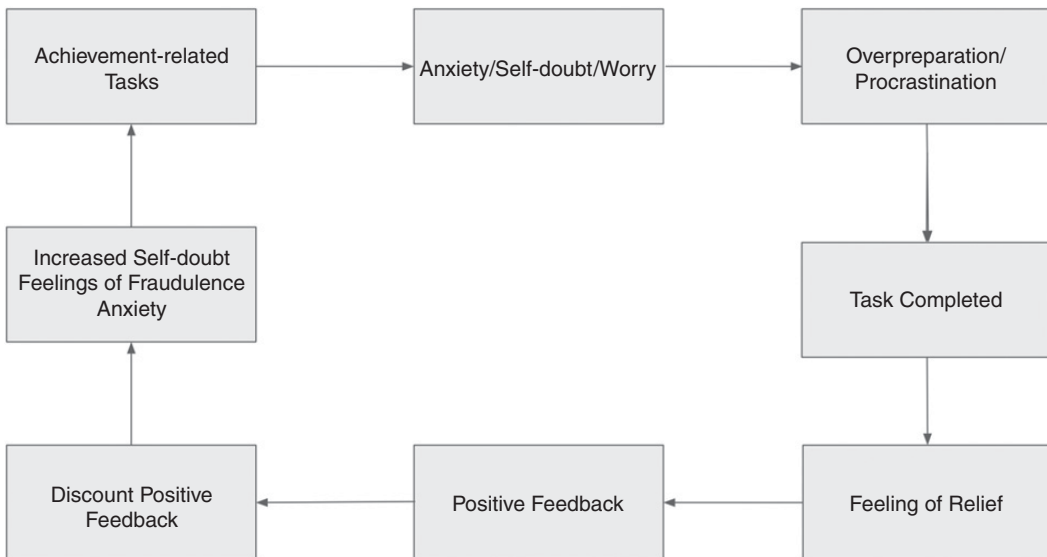 Achievement-related
Tasks
Anxiety/Self-doubt/Worry
Overpreparation/
Procrastination
Increased Self-doubt
Feelings of Fraudulence
Anxiety
Task Completed
Discount Positive
Feedback
Positive Feedback
Feeling of Relief